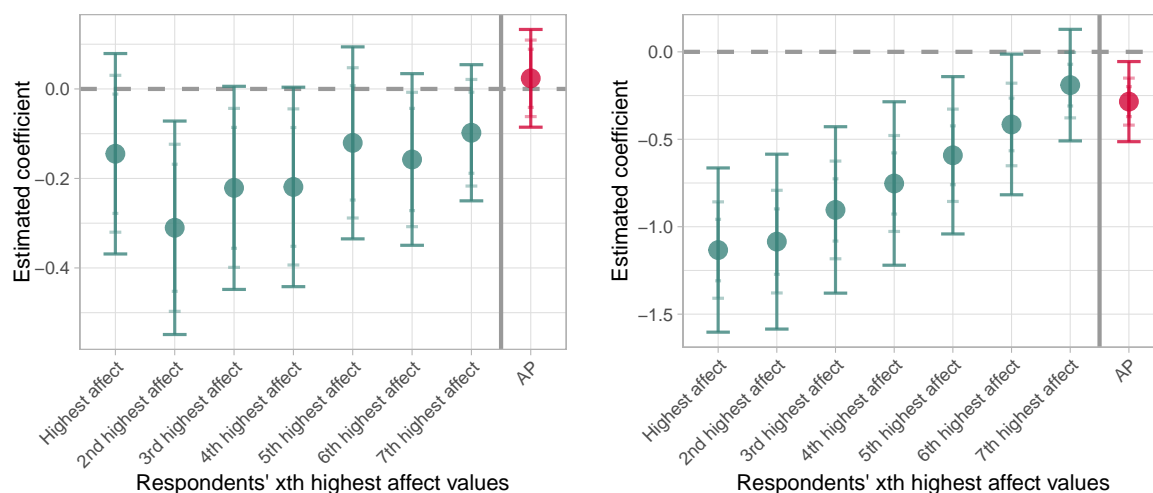 Estimated coefficient
0.0
−0.2
−0.4
Highest affect
2nd highest affect
3rd highest affect
4th highest affect
5th highest affect
6th highest affect
7th highest affect
AP
Respondents' xth highest affect values
Estimated coefficient
0.0
−0.5
−1.0
−1.5
Highest affect
2nd highest affect
3rd highest affect
4th highest affect
5th highest affect
6th highest affect
7th highest affect
AP
Respondents' xth highest affect values